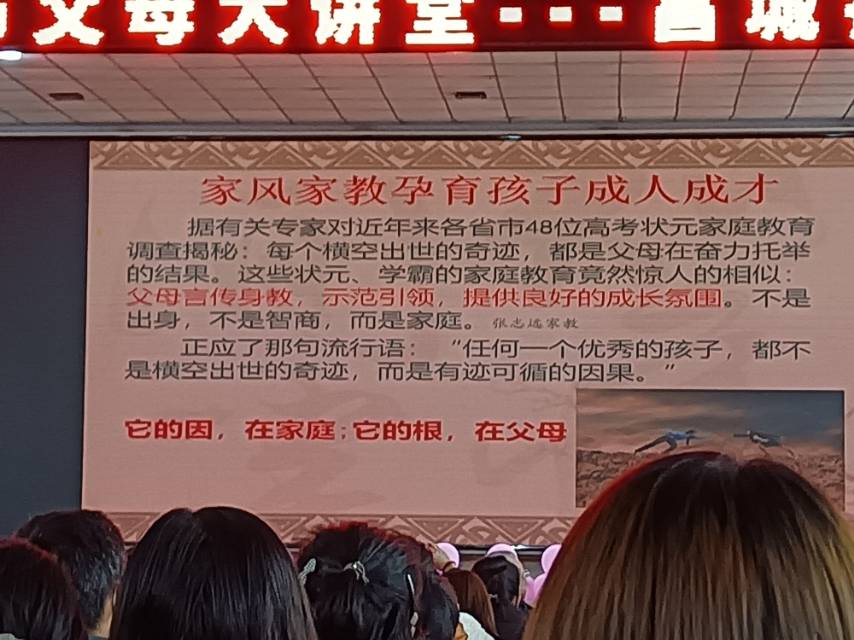 父母大讲堂---
家风家教孕育孩子成人成才
据有关专家对近年来各省市48位高考状元家庭教育
调查揭秘：每个横空出世的奇迹，都是父母在奋力托举
的结果。这些状元、学霸的家庭教育竟然惊人的相似：
父母言传身教，示范引领，提供良好的成长氛围。不是
出身，不是智商，而是家庭。张志远家教
正应了那句流行语：“任何一个优秀的孩子，都不
是横空出世的奇迹，而是有迹可循的因果。”
它的因，在家庭;它的根，在父母